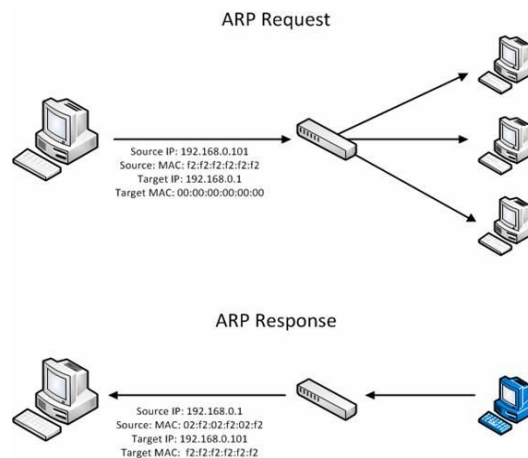 ARP Request
Source IP: 192.168.0.101
Source: MAC: f2:f2:f2:f2:f2:f2
Target IP: 192.168.0.1
Target MAC: 00:00:00:00:00:00
ARP Response
Source IP: 192.168.0.1
Source: MAC: 02:f2:02:f2:02:f2
Target IP: 192.168.0.101
Target MAC: f2:f2:f2:f2:f2:f2